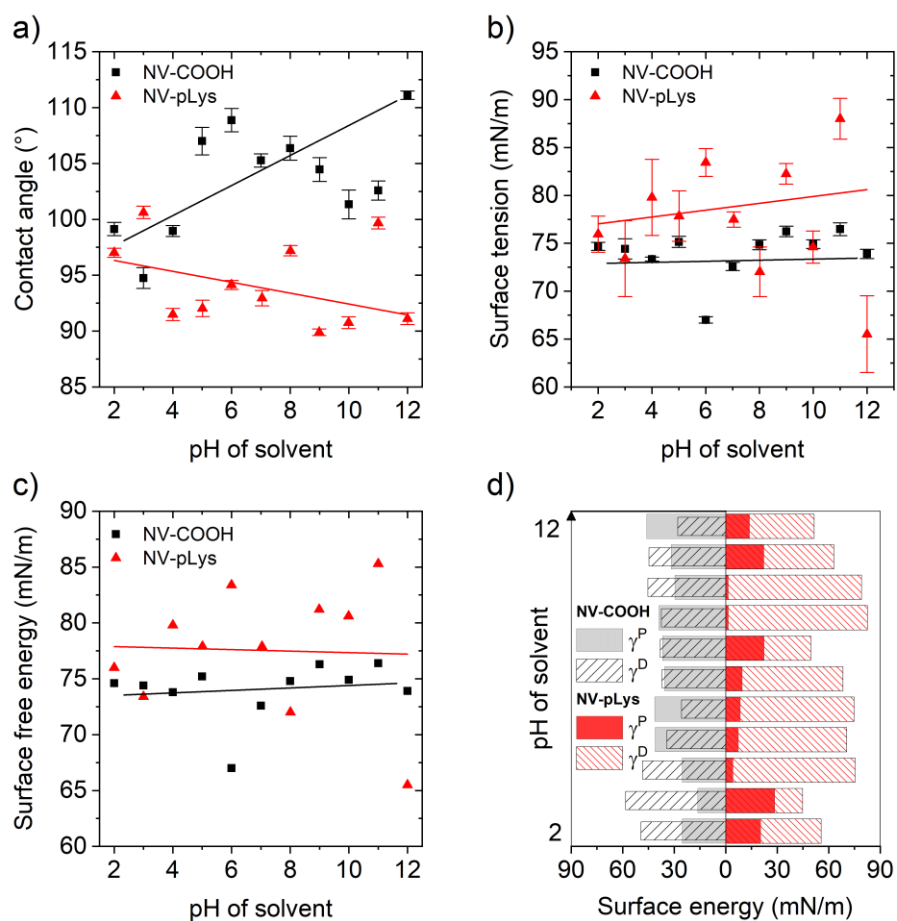 a)
115
110
105
100
95
90
85
Contact angle (°)
NV-COOH
NV-pLys
2 4 6 8 10 12
pH of solvent
b)
95
90
85
80
75
70
65
60
Surface tension (mN/m)
NV-COOH
NV-pLys
2 4 6 8 10 12
pH of solvent
c)
90
85
80
75
70
65
60
Surface free energy (mN/m)
NV-COOH
NV-pLys
2 4 6 8 10 12
pH of solvent
d)
12
pH of solvent
2
NV-COOH
γP
γD
NV-pLys
γP
γD
90 60 30 0 30 60 90
Surface energy (mN/m)